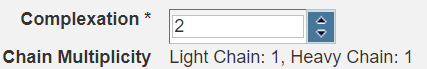 Complexation * 2
Chain Multiplicity Light Chain: 1, Heavy Chain: 1